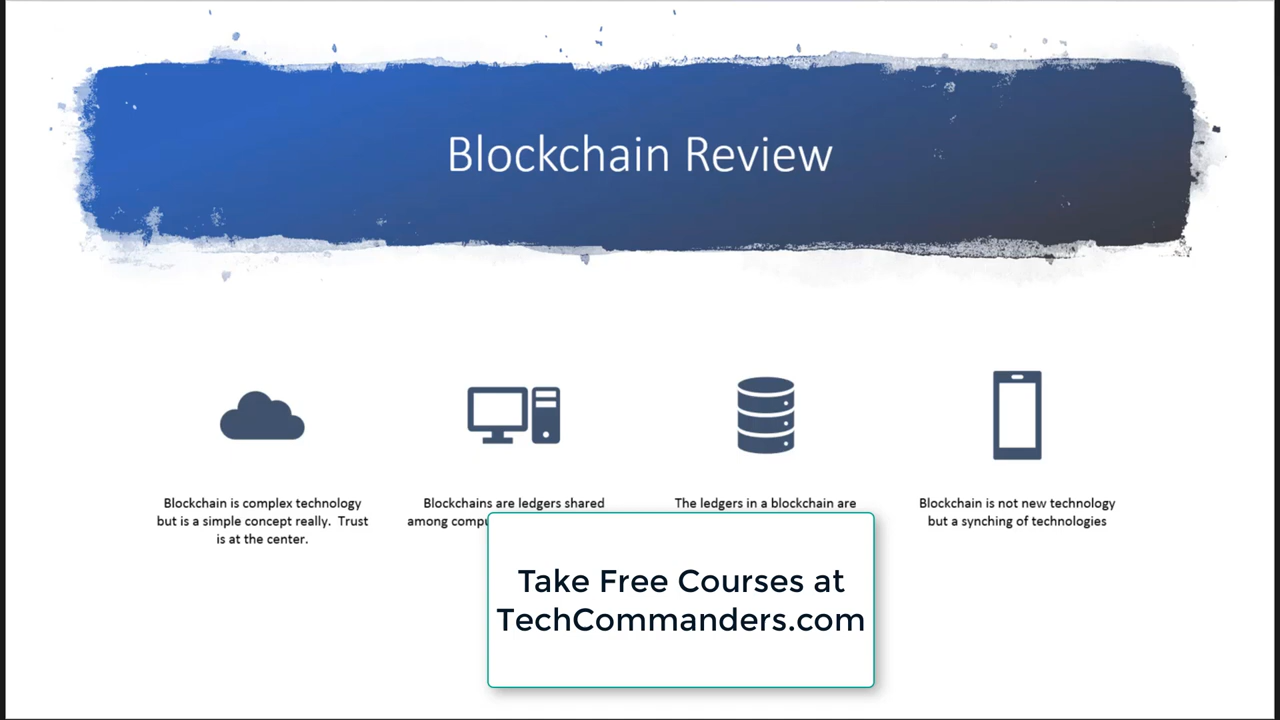 Blockchain Review
Blockchain is complex technology
but is a simple concept really. Trust
is at the center.
Blockchains are ledgers shared
among
The ledgers in a blockchain are
Blockchain is not new technology
but a synching of technologies
Take Free Courses at
TechCommanders.com